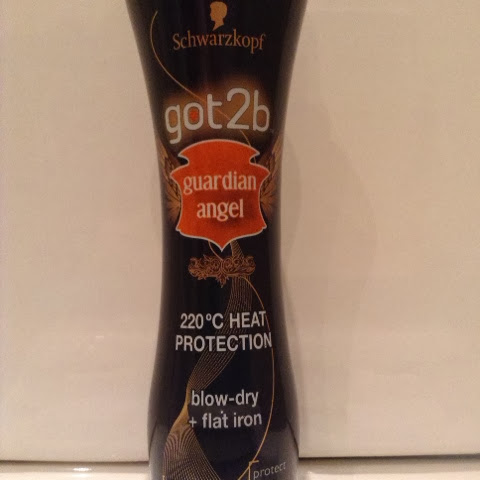 Schwarzkopf
got2b
guardian
angel
220°C HEAT
PROTECTION
blow-dry
+ flat iron
protect